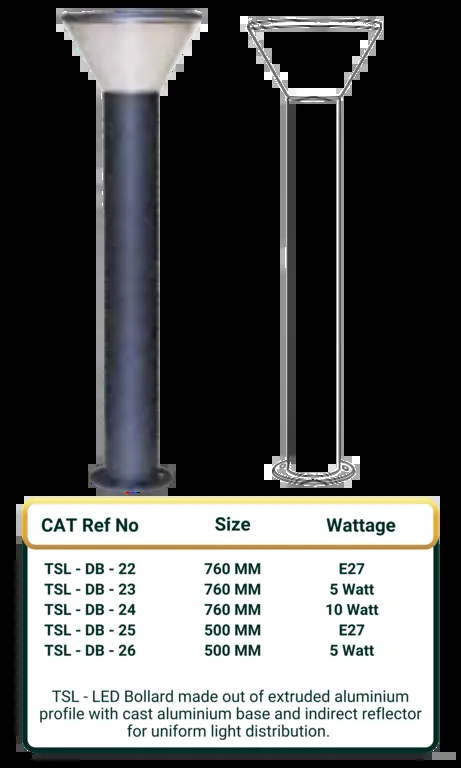 CAT Ref No Size Wattage
TSL - DB - 22 760 MM E27
TSL - DB - 23 760 MM 5 Watt
TSL - DB - 24 760 MM 10 Watt
TSL - DB - 25 500 MM E27
TSL - DB - 26 500 MM 5 Watt
TSL - LED Bollard made out of extruded aluminium
profile with cast aluminium base and indirect reflector
for uniform light distribution.